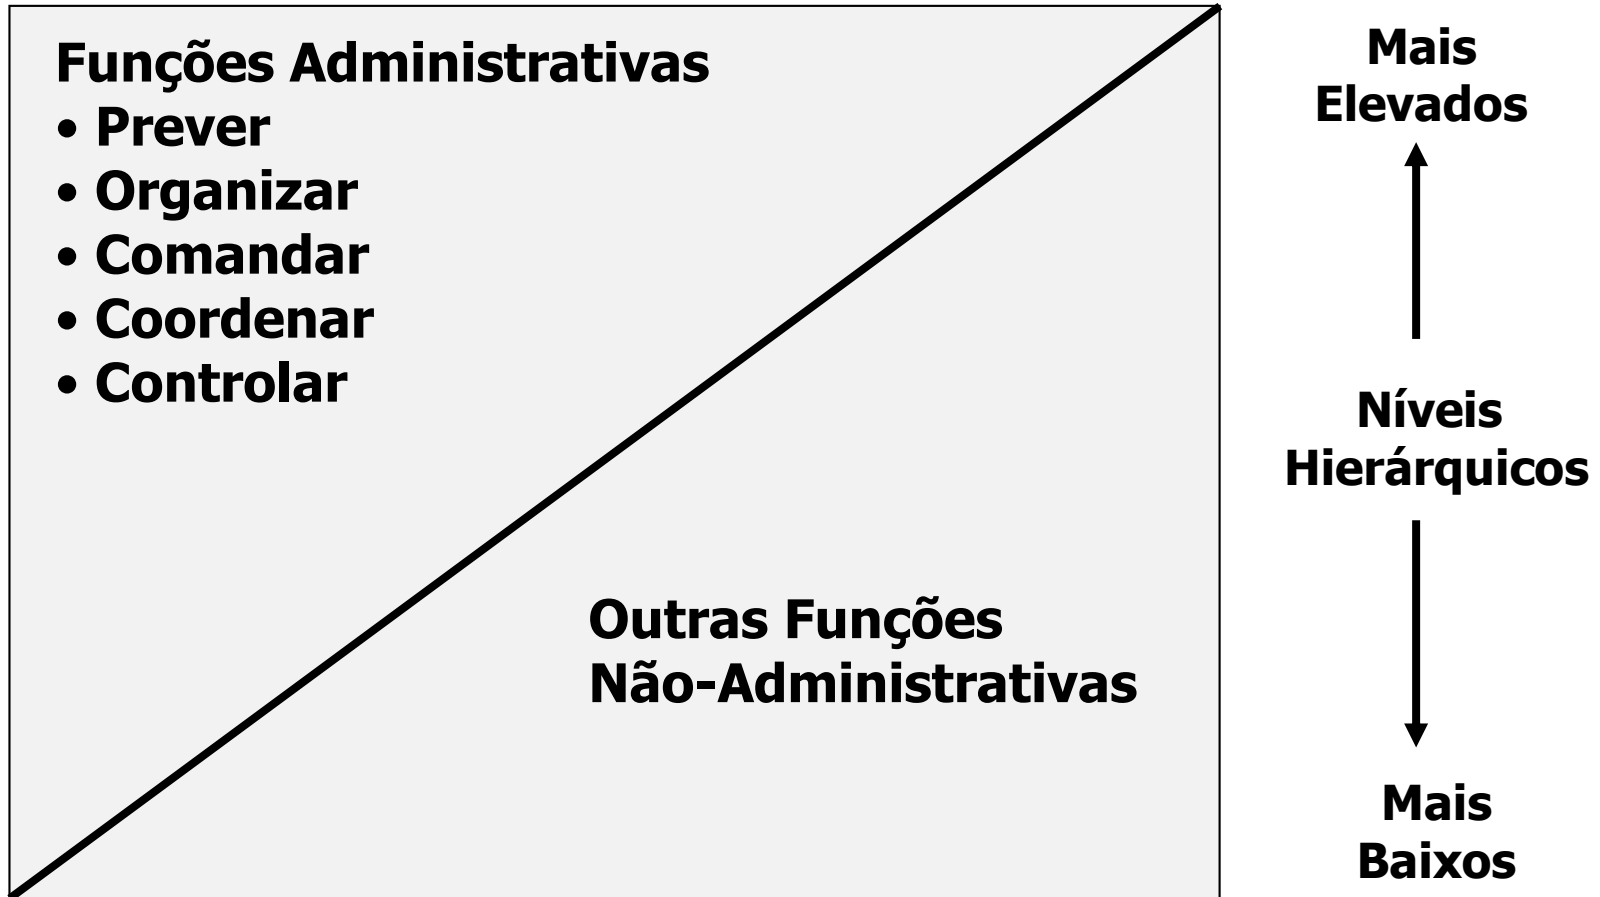 Funções Administrativas
• Prever
• Organizar
• Comandar
• Coordenar
• Controlar
Outras Funções
Não-Administrativas
Mais
Elevados
Níveis
Hierárquicos
Mais
Baixos